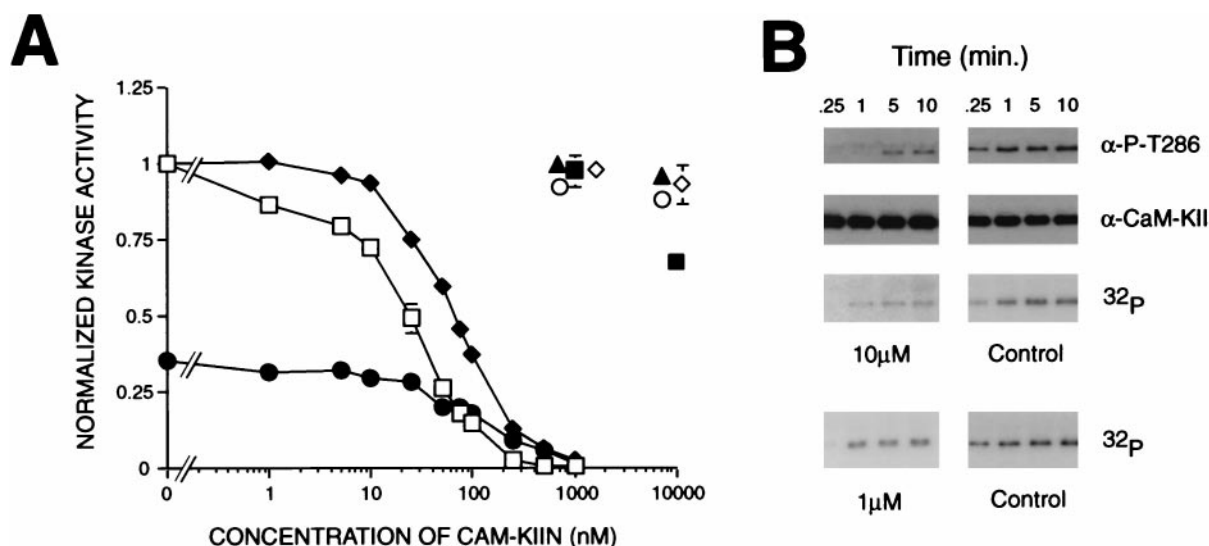 A
NORMALIZED KINASE ACTIVITY
1.25
1
0.75
0.5
0.25
0
0 1 10 100 1000 10000
CONCENTRATION OF CAM-KIIN (nM)
B
Time (min.)
.25 1 5 10 .25 1 5 10
α-P-T286
α-CaM-KII
32P
10μM Control
32P
1μM Control